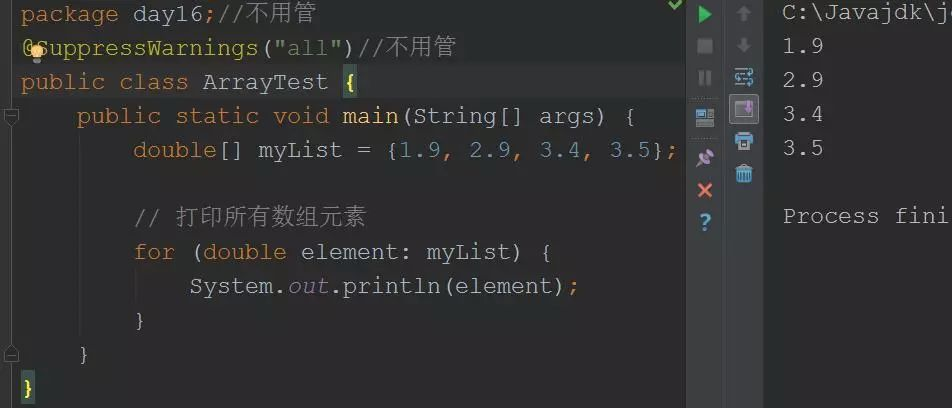 package day16;//不用管
@SuppressWarnings("all")//不用管
public class ArrayTest {
public static void main(String[] args) {
double[] myList = {1.9, 2.9, 3.4, 3.5};
// 打印所有数组元素
for (double element: myList) {
System.out.println(element);
}
}
}
C:\Javajdk\j
1.9
2.9
3.4
3.5
Process fini